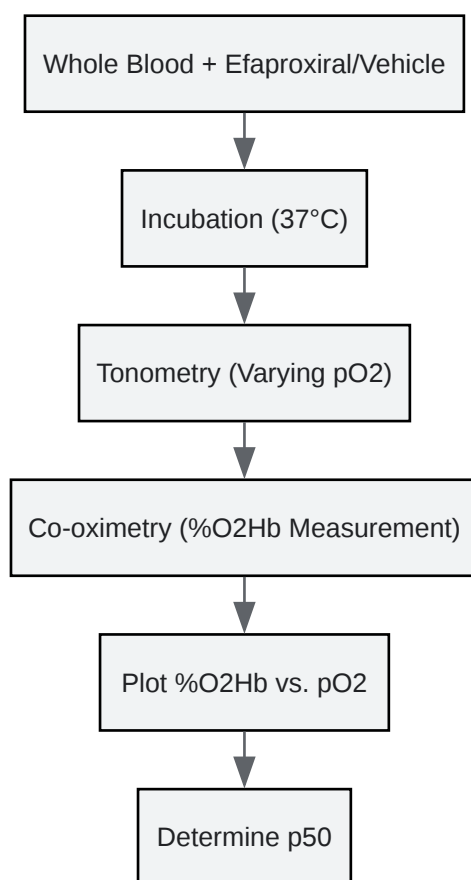 Whole Blood + Efaproxiral/Vehicle
Incubation (37°C)
Tonometry (Varying pO2)
Co-oximetry (%O2Hb Measurement)
Plot %O2Hb vs. pO2
Determine p50